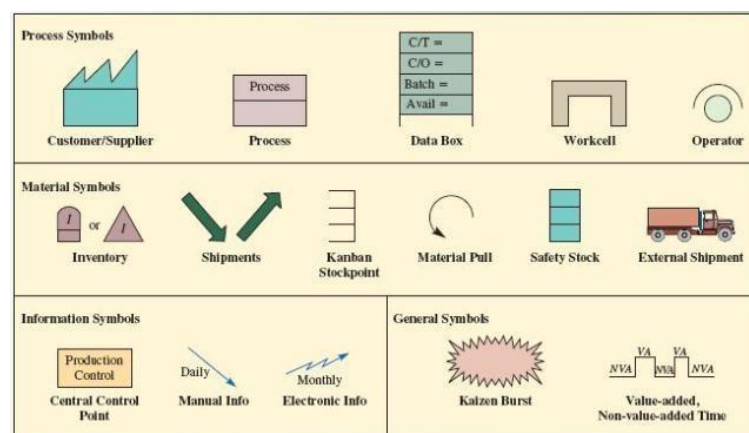 Process Symbols
C/T =
C/O =
Batch =
Avail =
Process
Customer/Supplier
Process
Data Box
Workcell
Operator
Material Symbols
I or I
Inventory
Shipments
Kanban
Stockpoint
Material Pull
Safety Stock
External Shipment
Information Symbols
Production
Control
Daily
Monthly
Central Control
Point
Manual Info
Electronic Info
General Symbols
VA VA
NVA NVA NVA
Kaizen Burst
Value-added,
Non-value-added Time